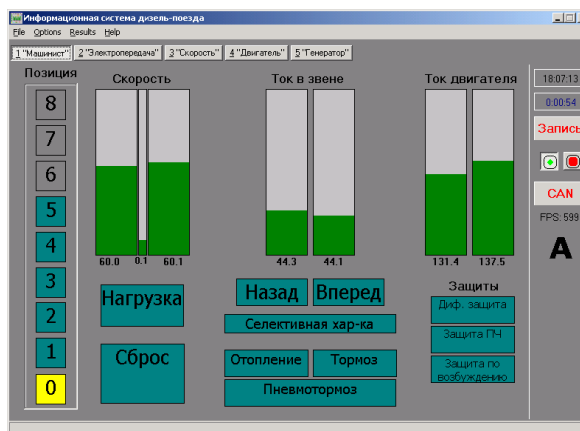 Информационная система дизель-поезда
File Options Results Help
1 "Машинист" 2 "Электропередача" 3 "Скорость" 4 "Двигатель" 5 "Генератор"
Позиция
8
7
6
5
4
3
2
1
0
Скорость
60.0 0.1 60.1
Нагрузка
Сброс
Ток в звене
44.3 44.1
Назад Вперед
Селективная хар-ка
Отопление Тормоз
Пневмотормоз
Ток двигателя
131.4 137.5
Защиты
Диф. защита
Защита ПЧ
Защита по
возбуждению
18:07:13
0:00:54
Запись
CAN
FPS: 599
A